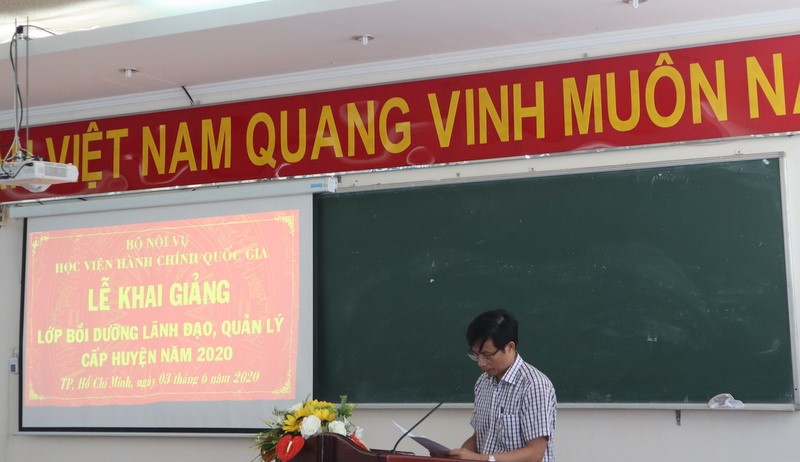 VIỆT NAM QUANG VINH MUÔN NĂ
BỘ NỘI VỤ
HỌC VIỆN HÀNH CHÍNH QUỐC GIA
LỄ KHAI GIẢNG
LỚP BỒI DƯỠNG LÃNH ĐẠO, QUẢN LÝ
CẤP HUYỆN NĂM 2020
TP. Hồ Chí Minh, ngày 03 tháng 6 năm 2020